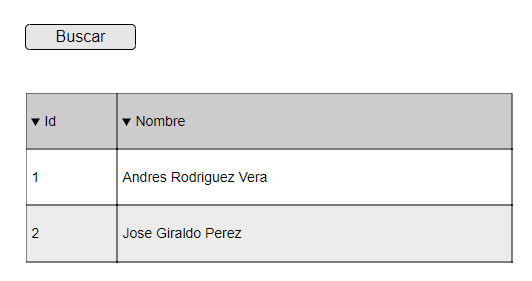 Buscar
▼ Id ▼ Nombre
1 Andres Rodriguez Vera
2 Jose Giraldo Perez